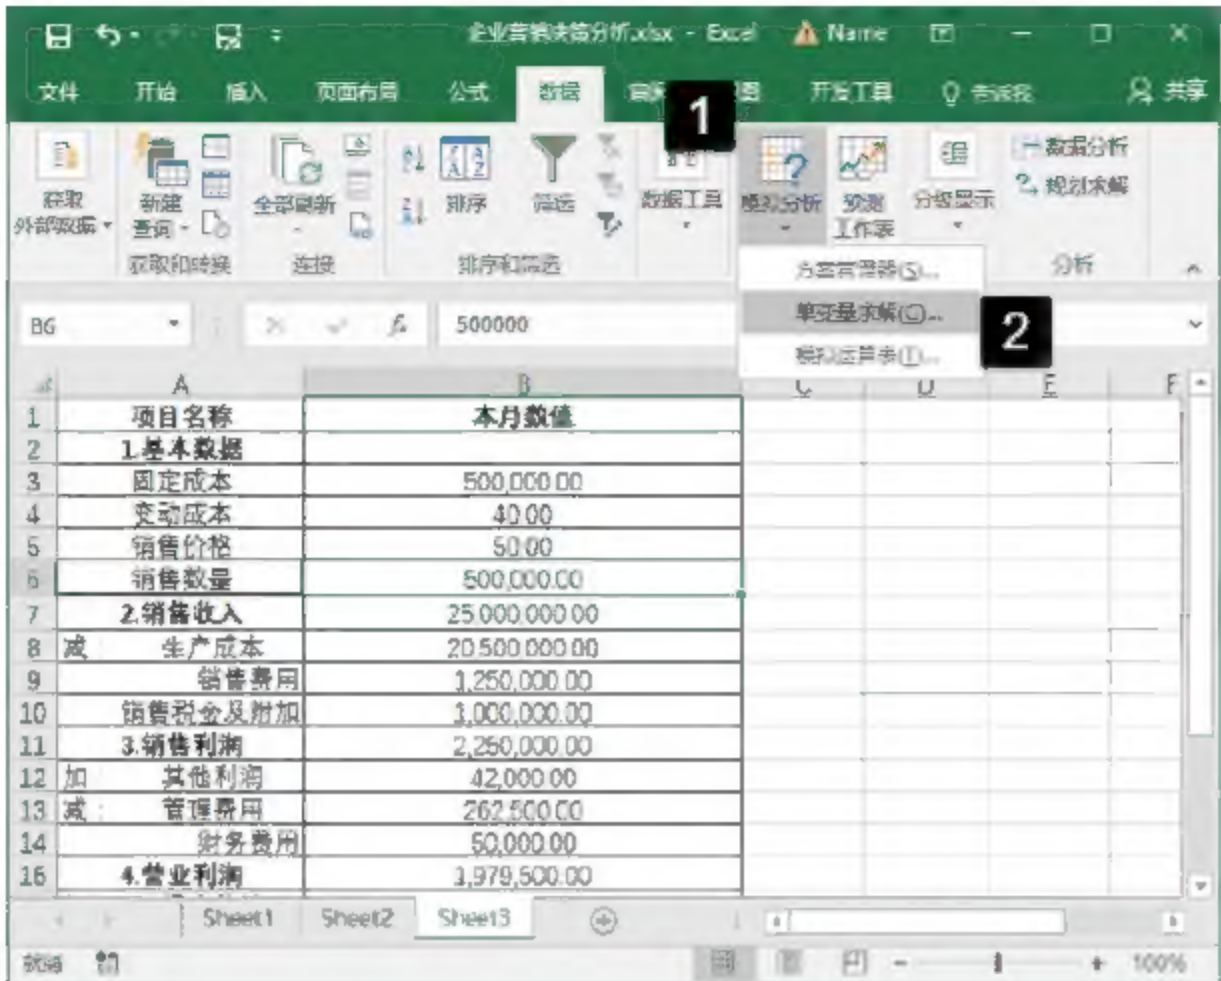 企业营销决策分析.xlsx - Excel Name
文件 开始 插入 页面布局 公式 数据 开发工具 告诉我 共享
1
获取 外部数据 新建 查询 全部刷新 排序 筛选 数据工具 模拟分析 预测 工作表 分级显示 数据分析
规划求解
获取和转换 连接 排序和筛选 分析
方案管理器(S)...
单变量求解(G)...
模拟运算表(T)...
2
B6 fx 500000
A B C D E F
1 项目名称 本月数值
2 1.基本数据
3 固定成本 500,000.00
4 变动成本 40.00
5 销售价格 50.00
6 销售数量 500,000.00
7 2.销售收入 25,000,000.00
8 减: 生产成本 20,500,000.00
9 销售费用 1,250,000.00
10 销售税金及附加 1,000,000.00
11 3.销售利润 2,250,000.00
12 加: 其他利润 42,000.00
13 减: 管理费用 262,500.00
14 财务费用 50,000.00
15 4.营业利润 1,979,500.00
Sheet1 Sheet2 Sheet3
就绪 100%